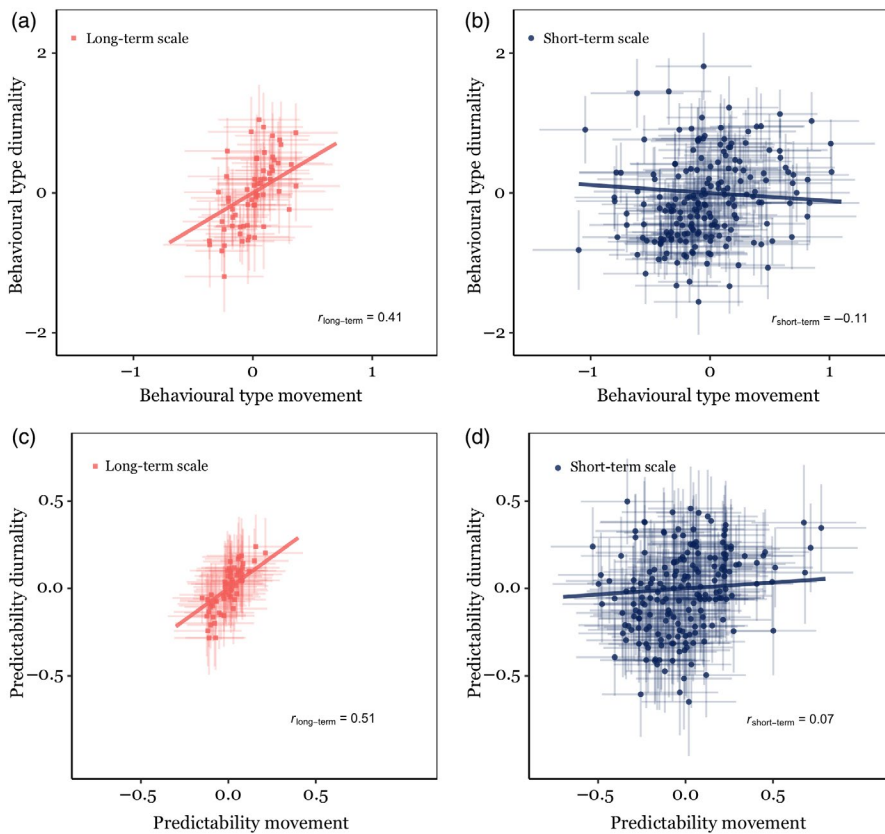 (a)
Long-term scale
Behavioural type diurnality
2
0
−2
−1
0
1
r long−term = 0.41
Behavioural type movement
(b)
Short-term scale
Behavioural type diurnality
2
0
−2
−1
0
1
r short−term = −0.11
Behavioural type movement
(c)
Long-term scale
Predictability diurnality
0.5
0.0
−0.5
−0.5
0.0
0.5
r long−term = 0.51
Predictability movement
(d)
Short-term scale
Predictability diurnality
0.5
0.0
−0.5
−0.5
0.0
0.5
r short−term = 0.07
Predictability movement